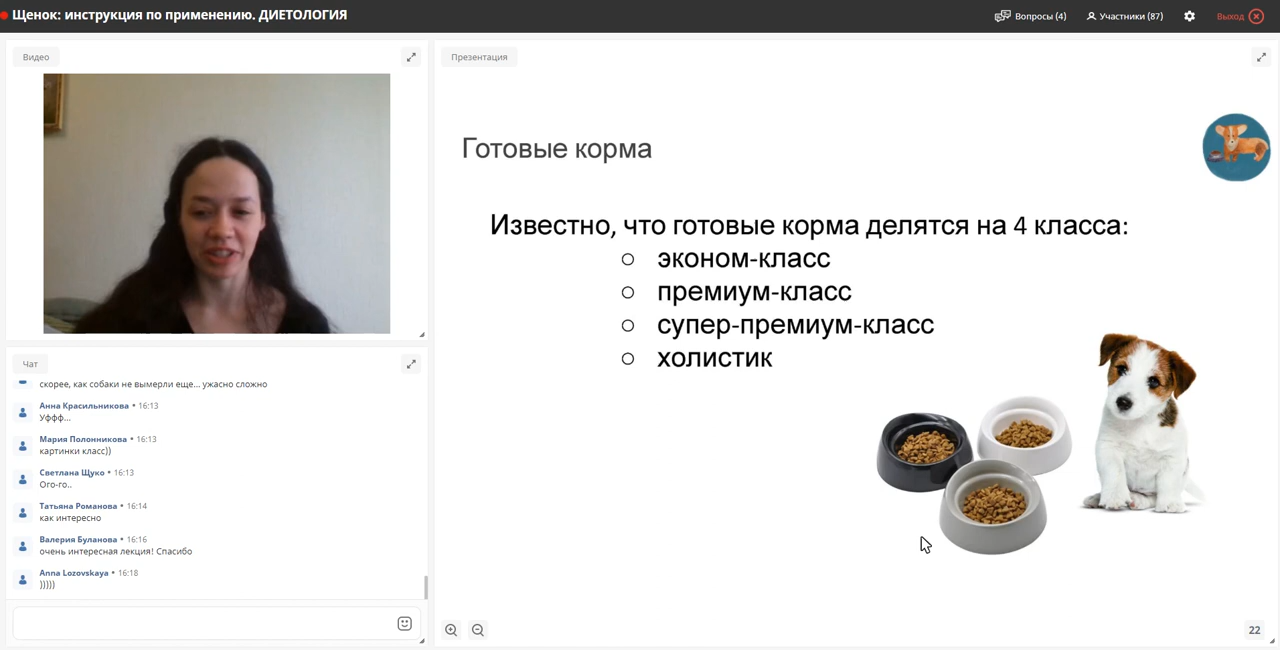 Щенок: инструкция по применению. ДИЕТОЛОГИЯ
Вопросы (4)
Участники (87)
Выход
Видео
Чат
скорее, как собаки не вымерли еще... ужасно сложно
Анна Красильникова • 16:13
Уффф...
Мария Полонникова • 16:13
картинки класс))
Светлана Щуко • 16:13
Ого-го..
Татьяна Романова • 16:14
как интересно
Валерия Буланова • 16:16
очень интересная лекция! Спасибо
Anna Lozovskaya • 16:18
)))))
Презентация
Готовые корма
Известно, что готовые корма делятся на 4 класса:
эконом-класс
премиум-класс
супер-премиум-класс
холистик
22